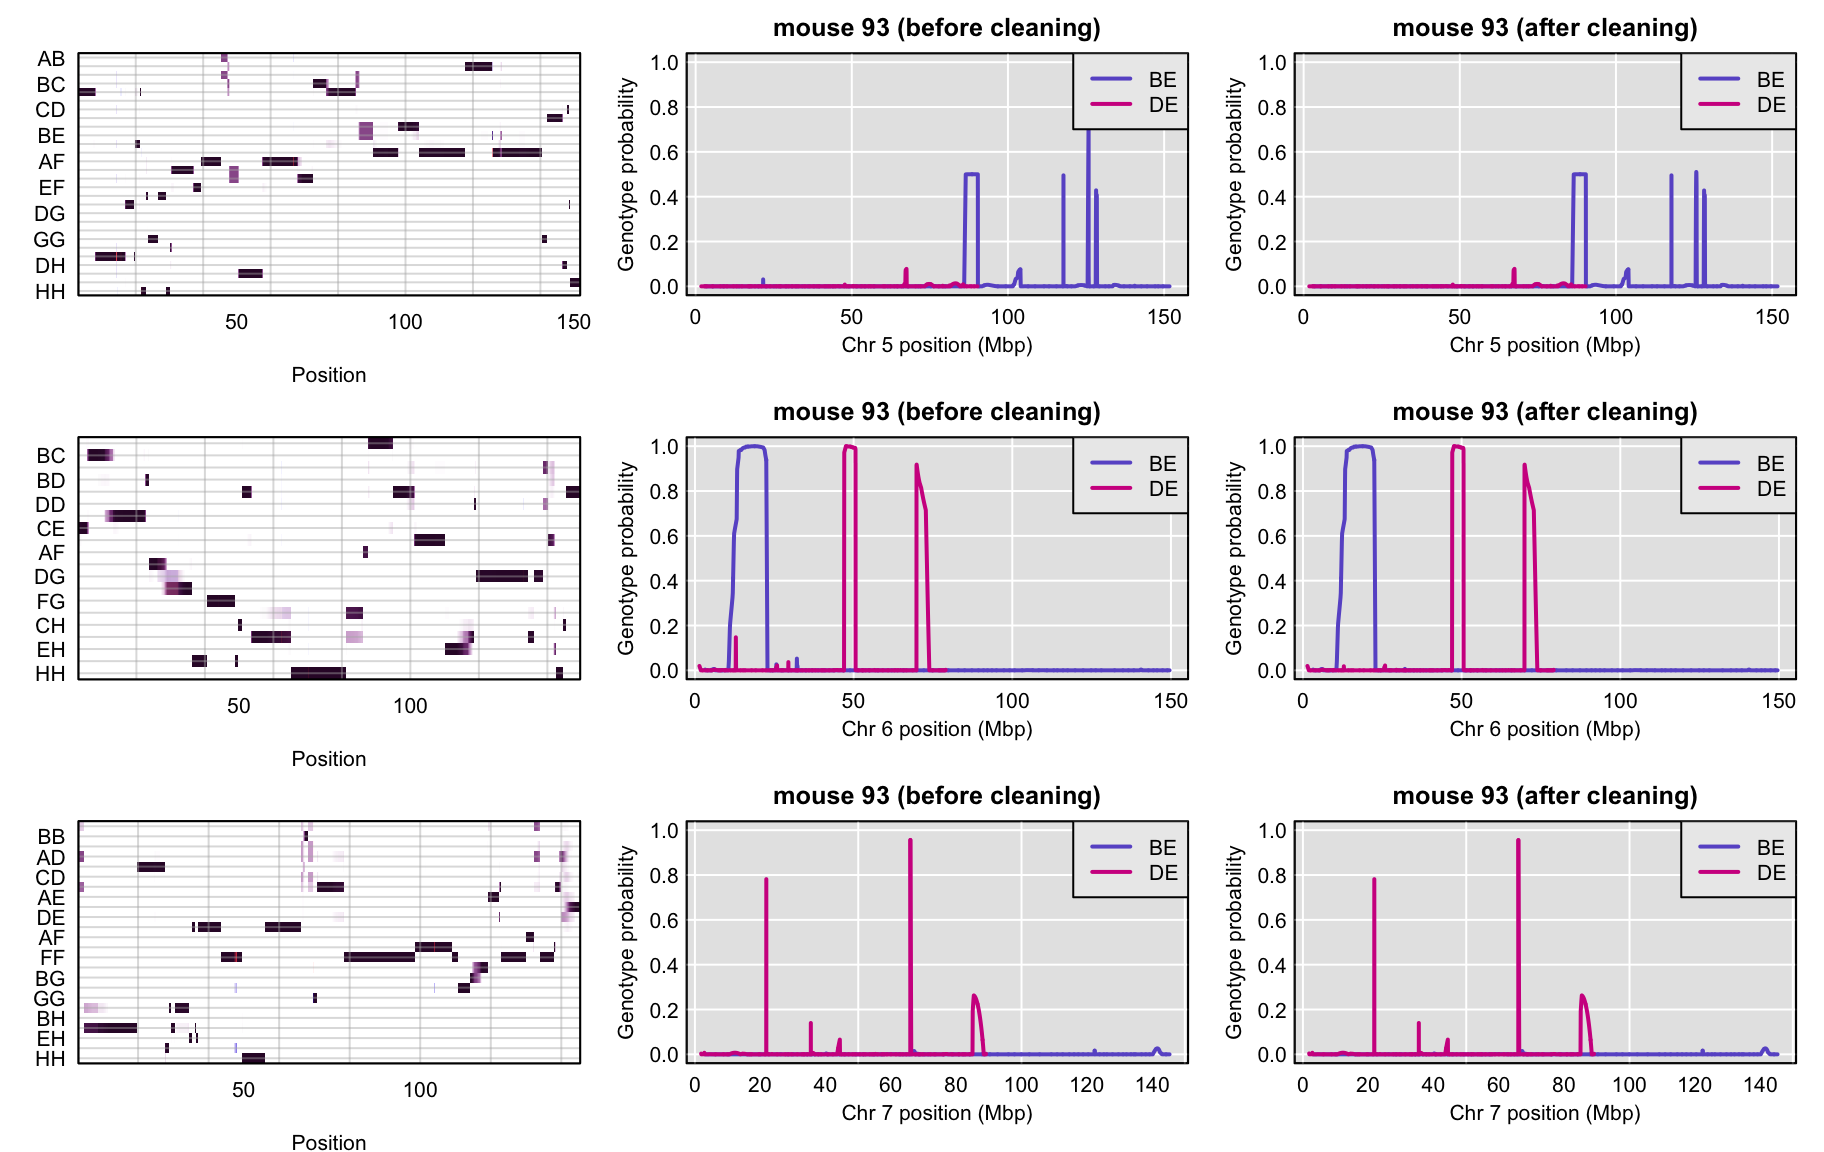 mouse 93 (before cleaning)
mouse 93 (after cleaning)
AB
BC
CD
BE
AF
EF
DG
GG
DH
HH
50
100
150
Position
Genotype probability
1.0
0.8
0.6
0.4
0.2
0.0
BE
DE
0
50
100
150
Chr 5 position (Mbp)
Genotype probability
1.0
0.8
0.6
0.4
0.2
0.0
BE
DE
0
50
100
150
Chr 5 position (Mbp)
mouse 93 (before cleaning)
mouse 93 (after cleaning)
BC
BD
DD
CE
AF
DG
FG
CH
EH
HH
50
100
Position
Genotype probability
1.0
0.8
0.6
0.4
0.2
0.0
BE
DE
0
50
100
150
Chr 6 position (Mbp)
Genotype probability
1.0
0.8
0.6
0.4
0.2
0.0
BE
DE
0
50
100
150
Chr 6 position (Mbp)
mouse 93 (before cleaning)
mouse 93 (after cleaning)
BB
AD
CD
AE
DE
AF
FF
BG
GG
BH
EH
HH
50
100
Position
Genotype probability
1.0
0.8
0.6
0.4
0.2
0.0
BE
DE
0
20
40
60
80
100
120
140
Chr 7 position (Mbp)
Genotype probability
1.0
0.8
0.6
0.4
0.2
0.0
BE
DE
0
20
40
60
80
100
120
140
Chr 7 position (Mbp)